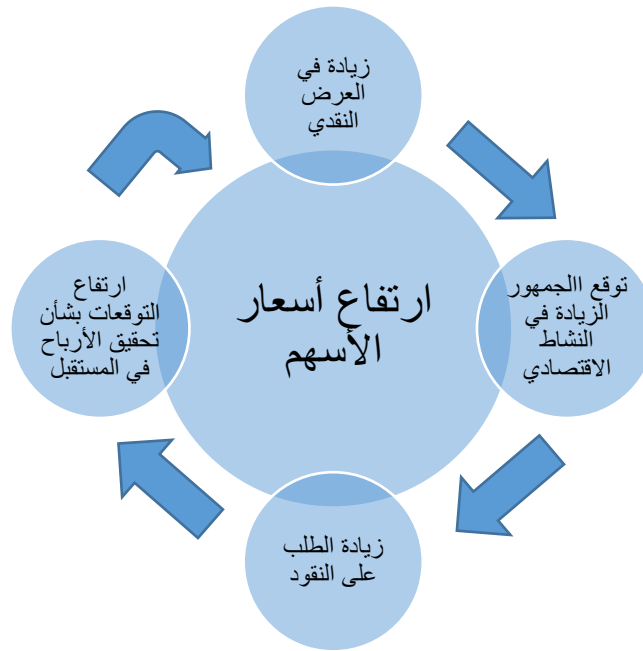 زيادة في
العرض
النقدي
توقع االجمهور
الزيادة في
النشاط
الاقتصادي
زيادة الطلب
على النقود
ارتفاع
التوقعات بشأن
تحقيق الأرباح
في المستقبل
ارتفاع أسعار
الأسهم